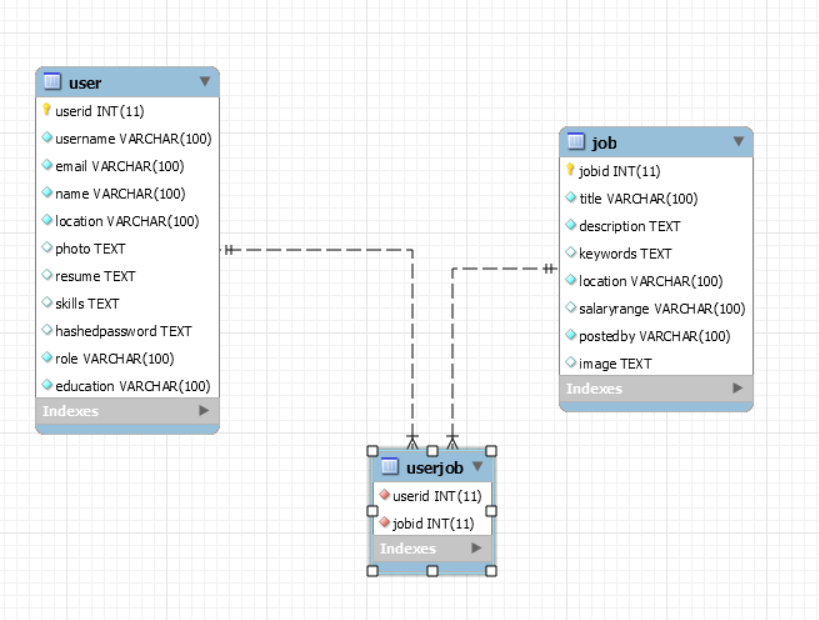 user
userid INT(11)
username VARCHAR(100)
email VARCHAR(100)
name VARCHAR(100)
location VARCHAR(100)
photo TEXT
resume TEXT
skills TEXT
hashedpassword TEXT
role VARCHAR(100)
education VARCHAR(100)
Indexes
job
jobid INT(11)
title VARCHAR(100)
description TEXT
keywords TEXT
location VARCHAR(100)
salaryrange VARCHAR(100)
postedby VARCHAR(100)
image TEXT
Indexes
userjob
userid INT(11)
jobid INT(11)
Indexes